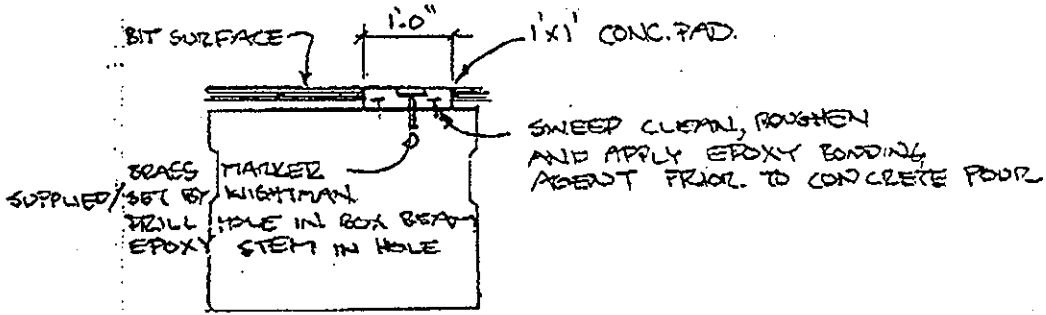 1'-0"
BIT SURFACE
1'X1' CONC. PAD.
SWEEP CLEAN, ROUGHEN
AND APPLY EPOXY BONDING
AGENT PRIOR. TO CONCRETE POUR
BRASS MARKER
SUPPLIED/SET BY WIGHTMAN
DRILL HOLE IN BOX BEAM
EPOXY STEM IN HOLE